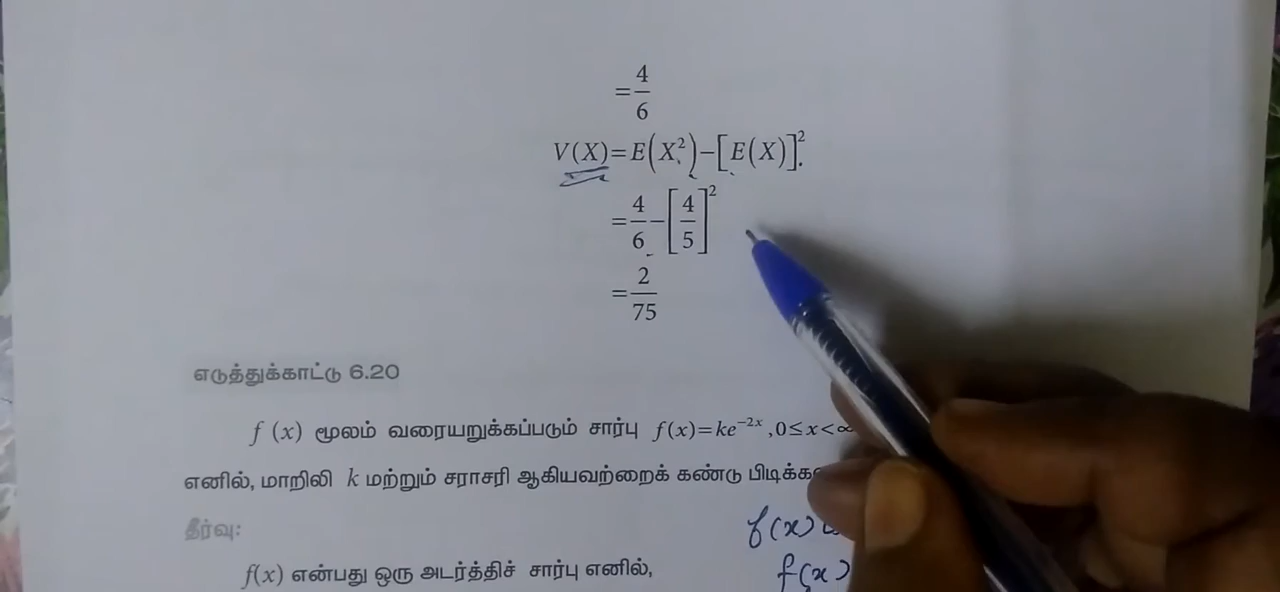 = 4/6
V(X)=E(X²)−[E(X)]²
= 4/6 − [4/5]²
= 2/75
எடுத்துக்காட்டு 6.20
f (x) மூலம் வரையறுக்கப்படும் சார்பு f(x)=ke⁻²ˣ ,0≤x<∞
எனில், மாறிலி k மற்றும் சராசரி ஆகியவற்றைக் கண்டு
தீர்வு:
f(x)
f(x) என்பது ஒரு அடர்த்திச் சார்பு எனில்,
f(x)